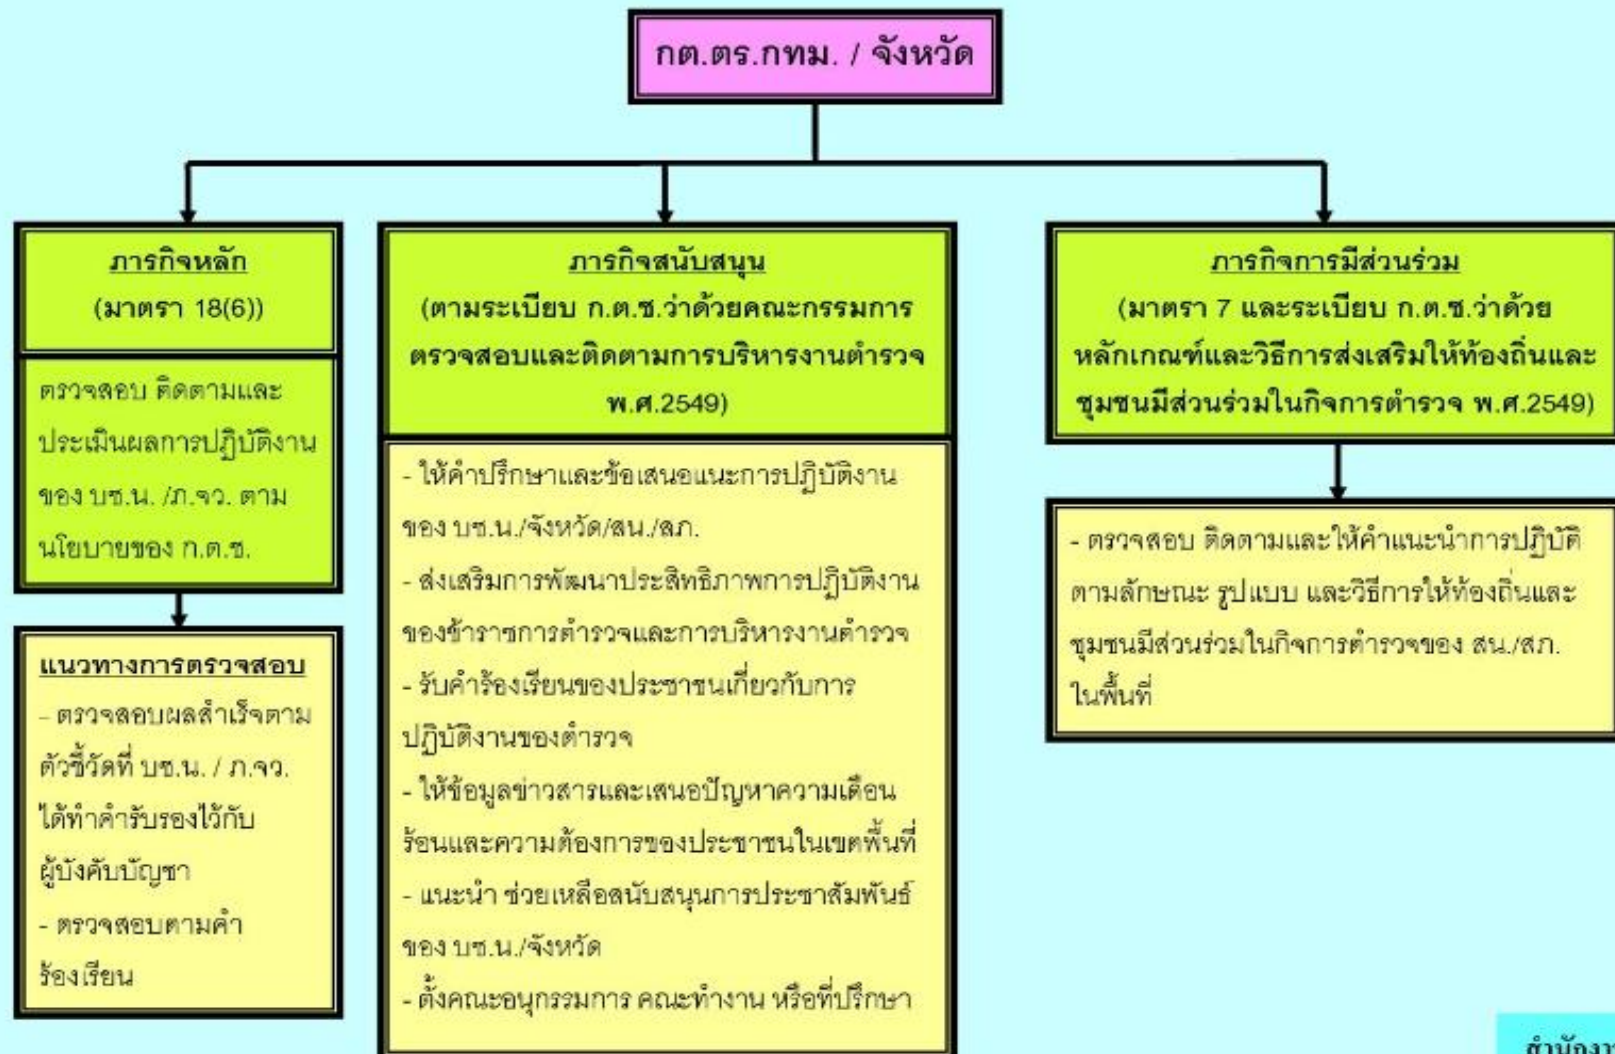 กต.ตร.กทม. / จังหวัด
ภารกิจหลัก
(มาตรา 18(6))
ตรวจสอบ ติดตามและ
ประเมินผลการปฏิบัติงาน
ของ บช.น. /ภ.จว. ตาม
นโยบายของ ก.ต.ช.
แนวทางการตรวจสอบ
- ตรวจสอบผลสำเร็จตาม
ตัวชี้วัดที่ บช.น. / ภ.จว.
ได้ทำคำรับรองไว้กับ
ผู้บังคับบัญชา
- ตรวจสอบตามคำ
ร้องเรียน
ภารกิจสนับสนุน
(ตามระเบียบ ก.ต.ช.ว่าด้วยคณะกรรมการ
ตรวจสอบและติดตามการบริหารงานตำรวจ
พ.ศ.2549)
- ให้คำปรึกษาและข้อเสนอแนะการปฏิบัติงาน
ของ บช.น./จังหวัด/สน./สภ.
- ส่งเสริมการพัฒนาประสิทธิภาพการปฏิบัติงาน
ของข้าราชการตำรวจและการบริหารงานตำรวจ
- รับคำร้องเรียนของประชาชนเกี่ยวกับการ
ปฏิบัติงานของตำรวจ
- ให้ข้อมูลข่าวสารและเสนอปัญหาความเดือน
ร้อนและความต้องการของประชาชนในเขตพื้นที่
- แนะนำ ช่วยเหลือสนับสนุนการประชาสัมพันธ์
ของ บช.น./จังหวัด
- ตั้งคณะอนุกรรมการ คณะทำงาน หรือที่ปรึกษา
ภารกิจการมีส่วนร่วม
(มาตรา 7 และระเบียบ ก.ต.ช.ว่าด้วย
หลักเกณฑ์และวิธีการส่งเสริมให้ท้องถิ่นและ
ชุมชนมีส่วนร่วมในกิจการตำรวจ พ.ศ.2549)
- ตรวจสอบ ติดตามและให้คำแนะนำการปฏิบัติ
ตามลักษณะ รูปแบบ และวิธีการให้ท้องถิ่นและ
ชุมชนมีส่วนร่วมในกิจการตำรวจของ สน./สภ.
ในพื้นที่